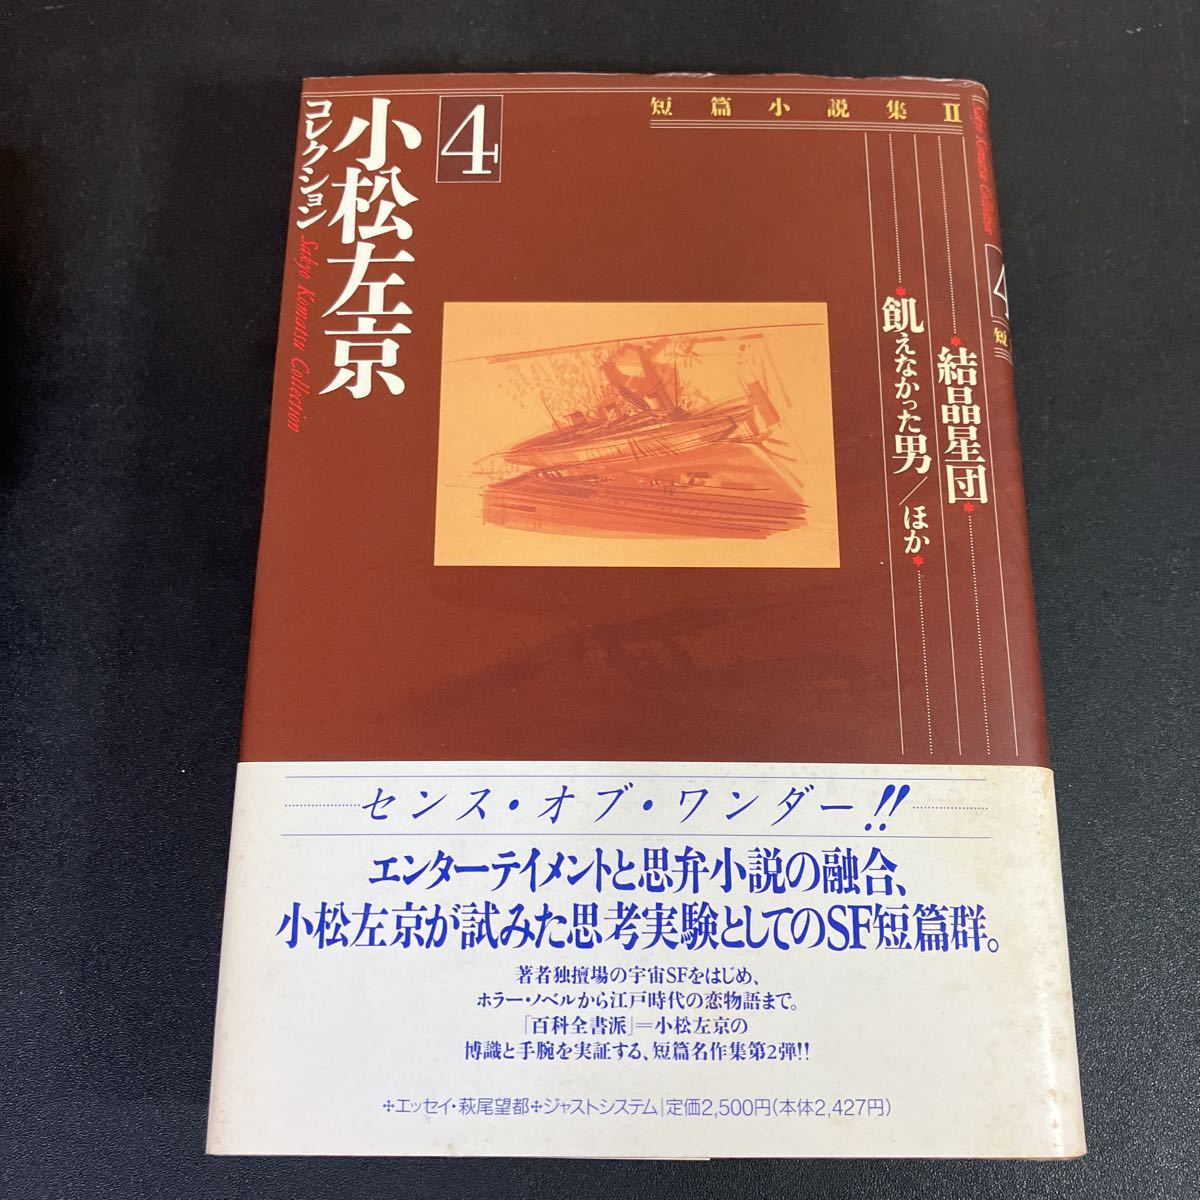 短篇小説集II
4
小松左京
コレクション
Sakyo Komatsu Collection
結晶星団
飢えなかった男／ほか
Sakyo Komatsu Collection
4
短
センス・オブ・ワンダー!!
エンターテイメントと思弁小説の融合、
小松左京が試みた思考実験としてのSF短篇群。
著者独擅場の宇宙SFをはじめ、
ホラー・ノベルから江戸時代の恋物語まで。
「百科全書派」＝小松左京の
博識と手腕を実証する、短篇名作集第2弾!!
✣エッセイ・萩尾望都✣ジャストシステム|定価2,500円(本体2,427円)